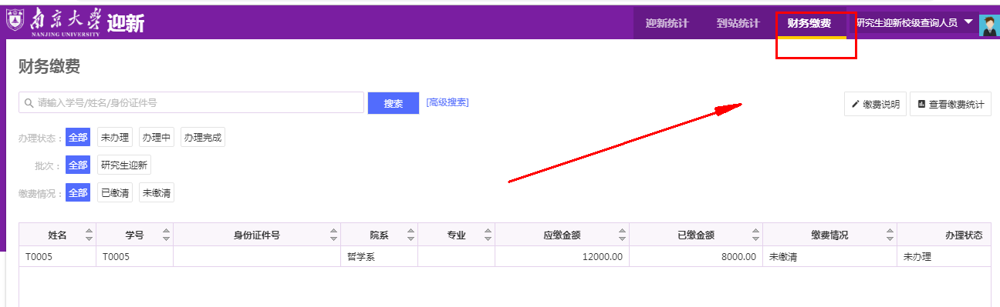 南京大学 迎新
NANJING UNIVERSITY
迎新统计 到站统计 财务缴费 研究生迎新校级查询人员
财务缴费
请输入学号/姓名/身份证件号 搜索 [高级搜索] 缴费说明 查看缴费统计
办理状态： 全部 未办理 办理中 办理完成
批次： 全部 研究生迎新
缴费情况： 全部 已缴清 未缴清
姓名 学号 身份证件号 院系 专业 应缴金额 已缴金额 缴费情况 办理状态
T0005 T0005 哲学系 12000.00 8000.00 未缴清 未办理